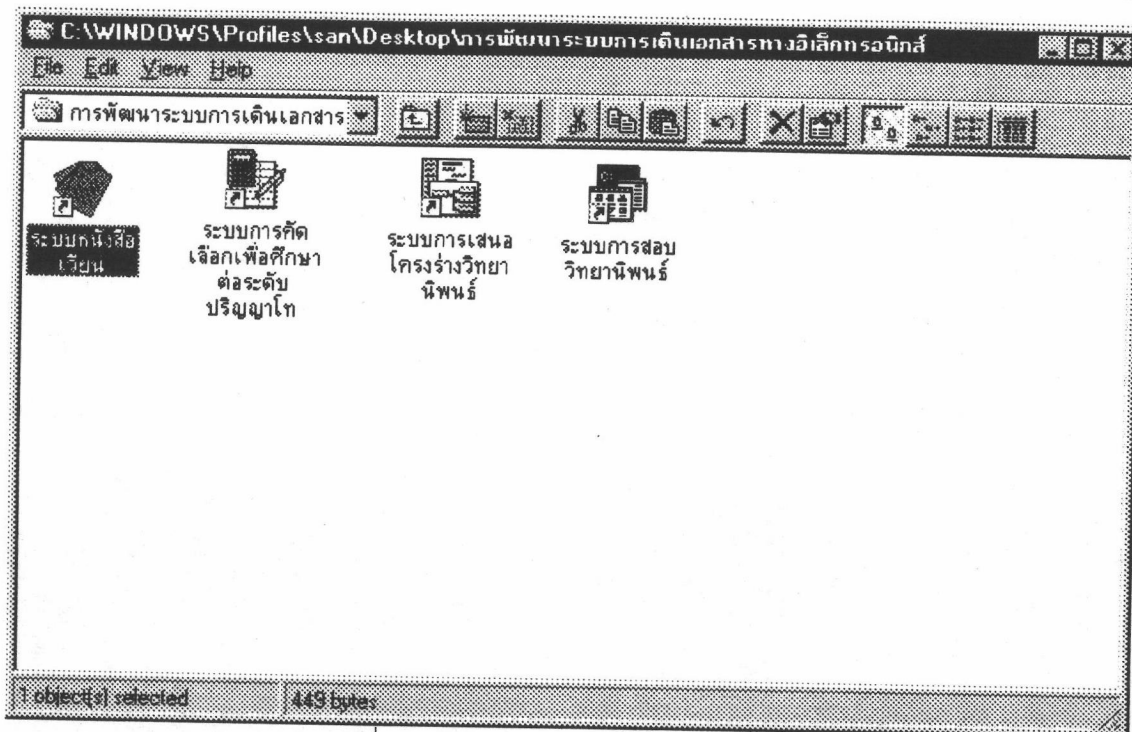 C:\WINDOWS\Profiles\san\Desktop\การพัฒนาระบบการเดินเอกสารทางอิเล็กทรอนิกส์
File Edit View Help
การพัฒนาระบบการเดินเอกสาร
ระบบหนังสือ
เวียน
ระบบการคัด
เลือกเพื่อศึกษา
ต่อระดับ
ปริญญาโท
ระบบการเสนอ
โครงร่างวิทยา
นิพนธ์
ระบบการสอบ
วิทยานิพนธ์
1 object(s) selected
449 bytes